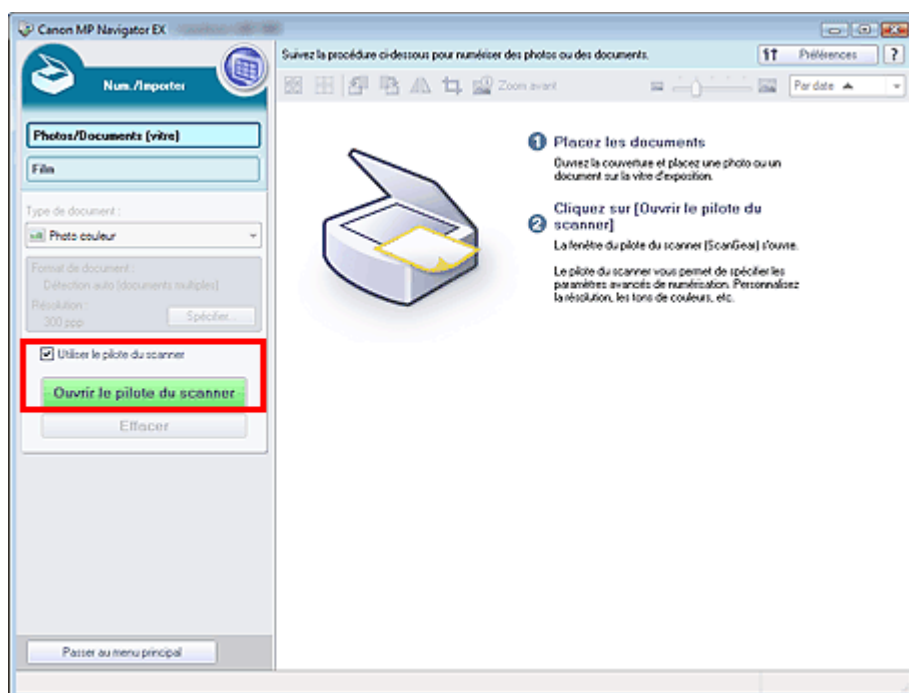 Canon MP Navigator EX
Num./Importer
Suivez la procédure ci-dessous pour numériser des photos ou des documents.
Préférences
?
Zoom avant
Par date
Photos/Documents (vitre)
Film
Type de document :
Photo couleur
Format de document :
Détection auto (documents multiples)
Résolution :
300 ppp
Spécifier...
Utiliser le pilote du scanner
Ouvrir le pilote du scanner
Effacer
1 Placez les documents
Ouvrez la couverture et placez une photo ou un
document sur la vitre d'exposition.
2 Cliquez sur [Ouvrir le pilote du
scanner]
La fenêtre du pilote du scanner (ScanGear) s'ouvre.
Le pilote du scanner vous permet de spécifier les
paramètres avancés de numérisation. Personnalisez
la résolution, les tons de couleurs, etc.
Passer au menu principal